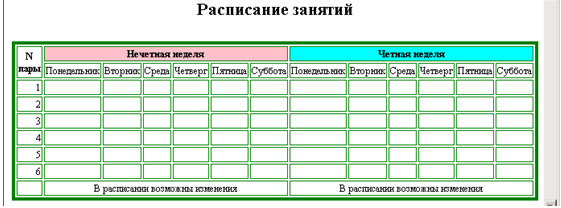 Расписание занятий
N пары Нечетная неделя Четная неделя
Понедельник Вторник Среда Четверг Пятница Суббота Понедельник Вторник Среда Четверг Пятница Суббота
1
2
3
4
5
6
В расписании возможны изменения В расписании возможны изменения